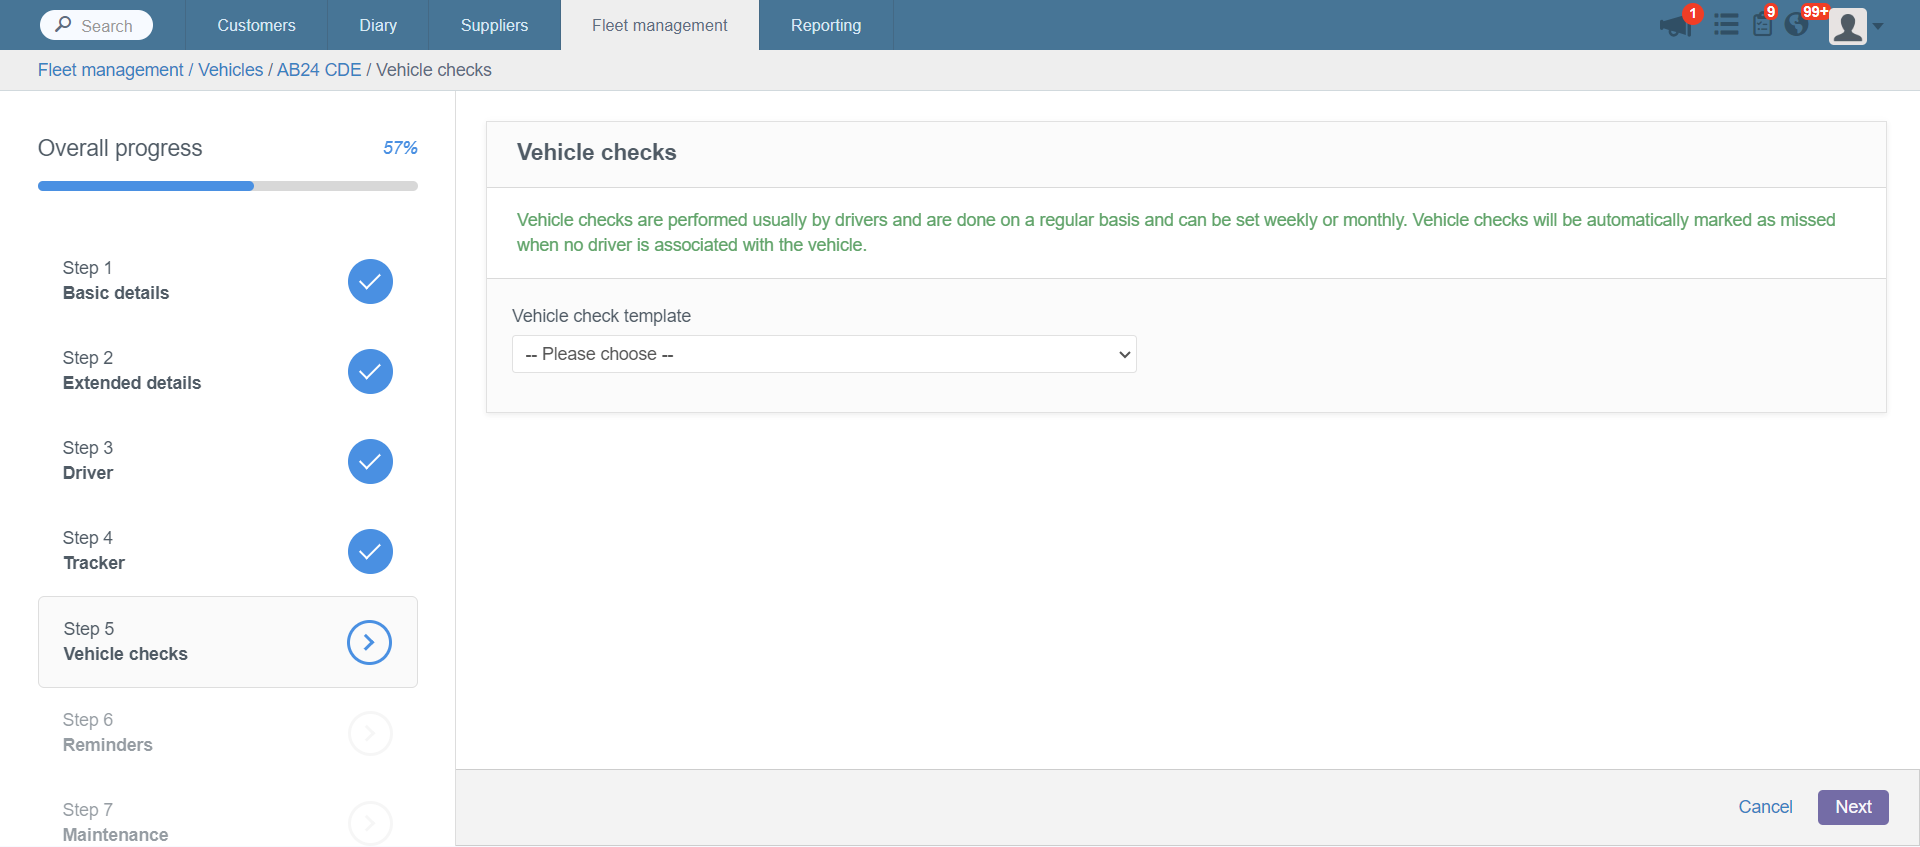 Search
Customers
Diary
Suppliers
Fleet management
Reporting
1
9
99+
Fleet management / Vehicles / AB24 CDE / Vehicle checks
Overall progress
57%
Step 1
Basic details
Step 2
Extended details
Step 3
Driver
Step 4
Tracker
Step 5
Vehicle checks
Step 6
Reminders
Step 7
Maintenance
Vehicle checks
Vehicle checks are performed usually by drivers and are done on a regular basis and can be set weekly or monthly. Vehicle checks will be automatically marked as missed
when no driver is associated with the vehicle.
Vehicle check template
-- Please choose --
Cancel
Next